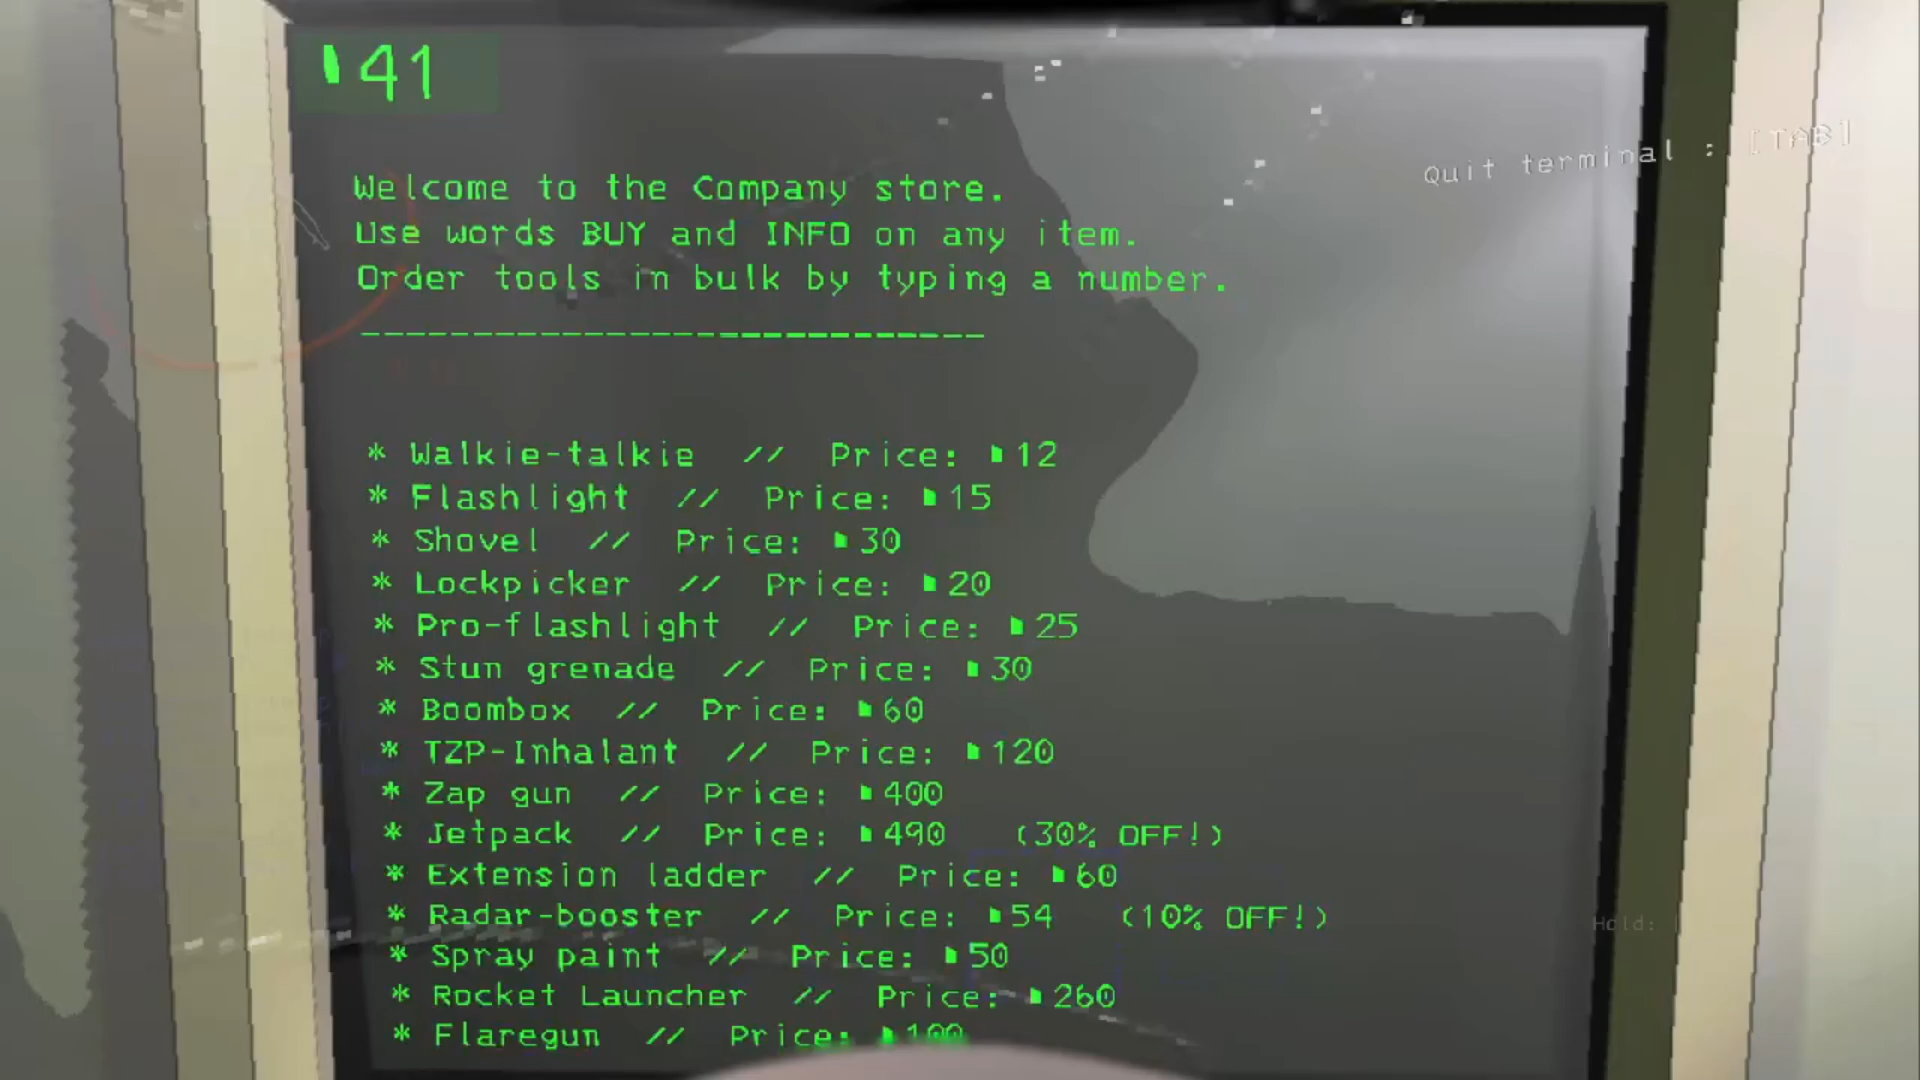 41
Quit terminal : [TAB]
Welcome to the Company store.
Use words BUY and INFO on any item.
Order tools in bulk by typing a number.
----------------------------
* Walkie-talkie // Price: ▮12
* Flashlight // Price: ▮15
* Shovel // Price: ▮30
* Lockpicker // Price: ▮20
* Pro-flashlight // Price: ▮25
* Stun grenade // Price: ▮30
* Boombox // Price: ▮60
* TZP-Inhalant // Price: ▮120
* Zap gun // Price: ▮400
* Jetpack // Price: ▮490 (30% OFF!)
* Extension ladder // Price: ▮60
* Radar-booster // Price: ▮54 (10% OFF!)
Hold:
* Spray paint // Price: ▮50
* Rocket Launcher // Price: ▮260
* Flaregun // Price: ▮100